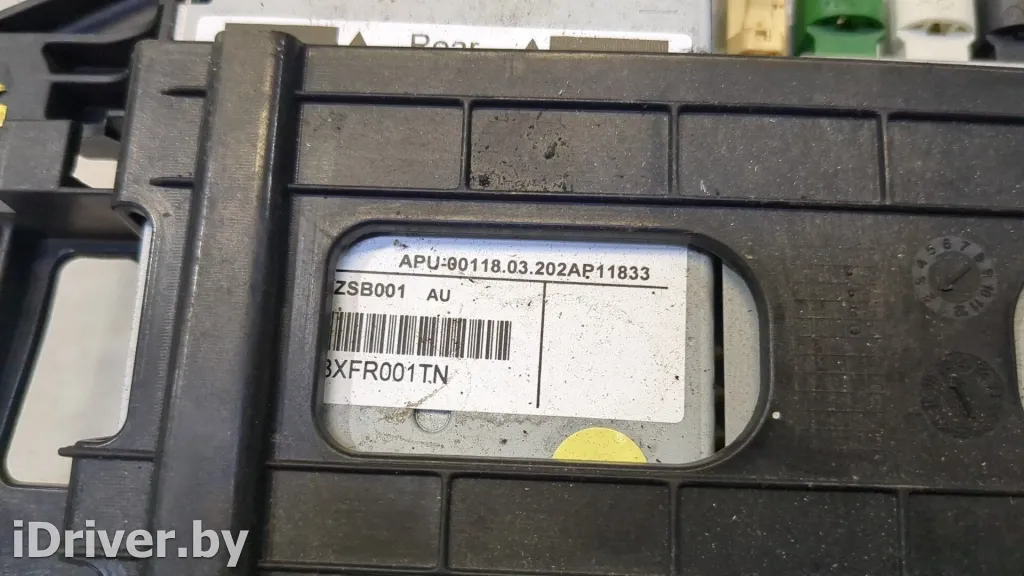 Rear
APU-00118.03.202AP11833
ZSB001 AU
3XFR001TN
iDriver.by